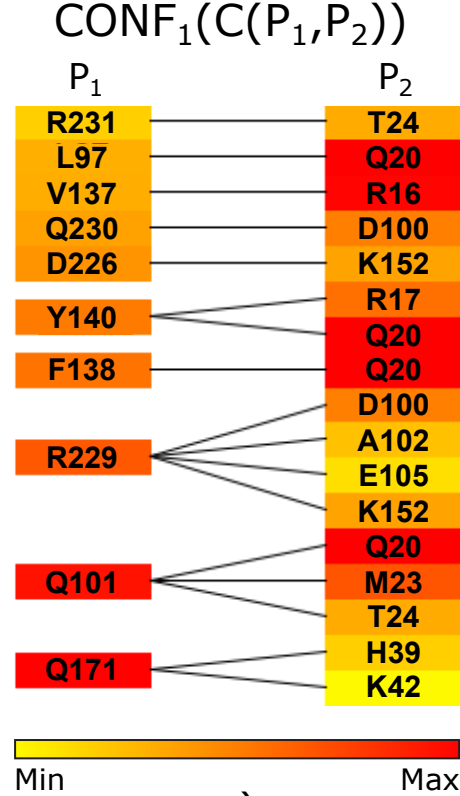 CONF₁(C(P₁,P₂))
P₁ P₂
R231 T24
L97 Q20
V137 R16
Q230 D100
D226 K152
R17
Y140
Q20
F138 Q20
D100
A102
R229
E105
K152
Q20
Q101 M23
T24
H39
Q171
K42
Min Max